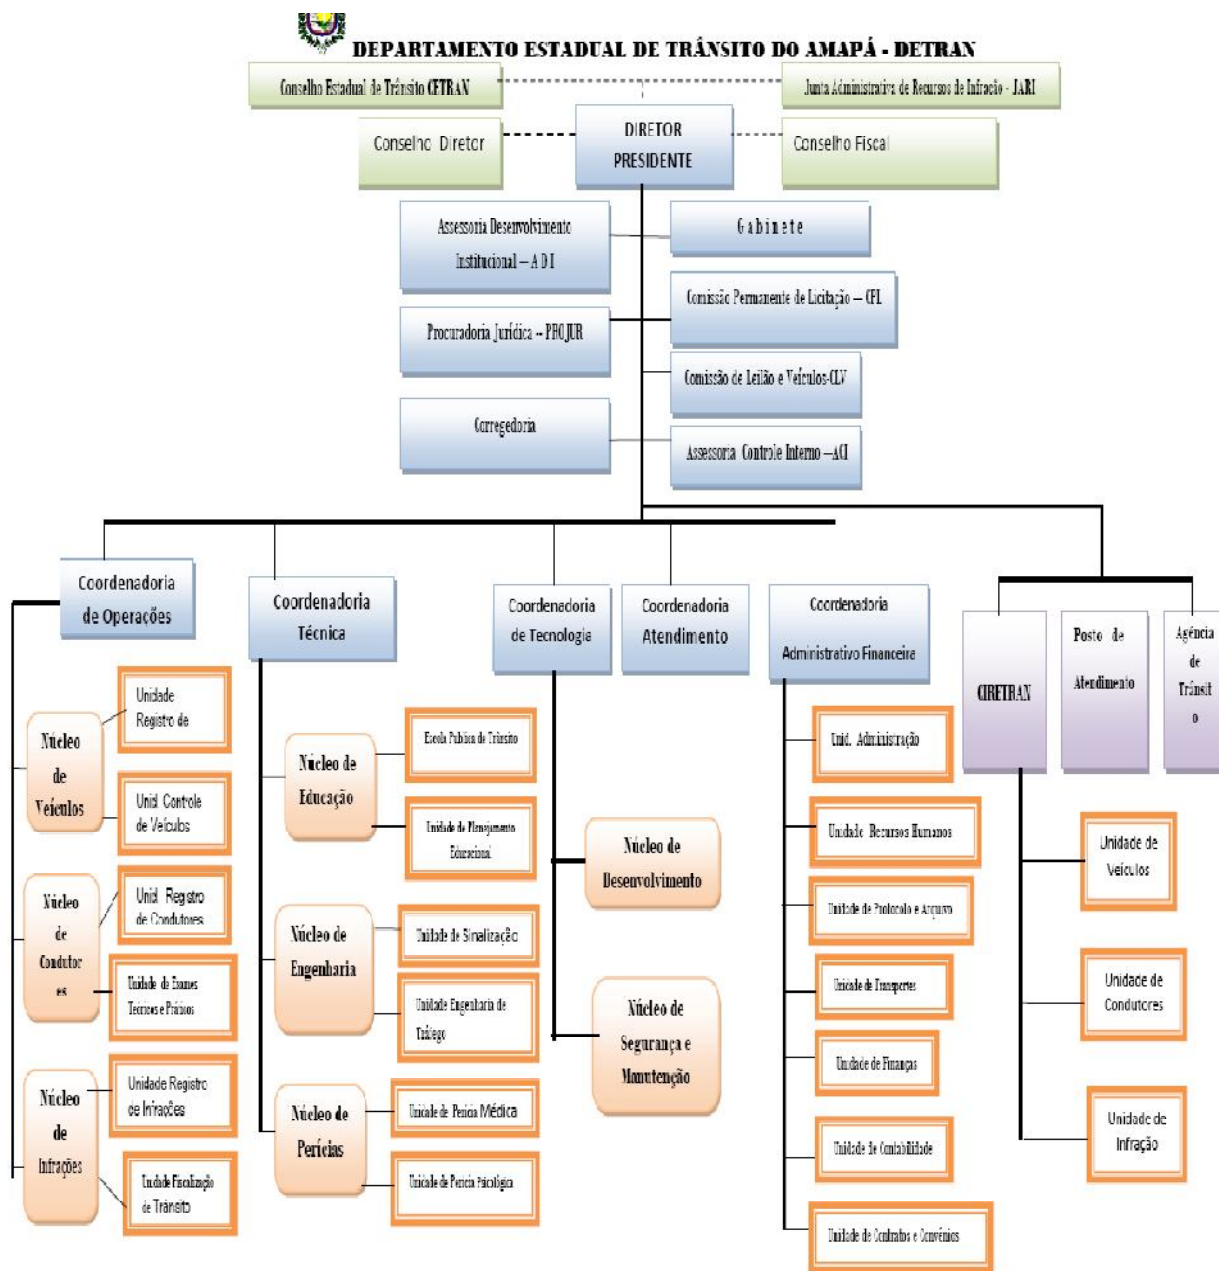 DEPARTAMENTO ESTADUAL DE TRÂNSITO DO AMAPÁ - DETRAN
Conselho Estadual de Trânsito CETRAN
Junta Administrativa de Recursos de Infração - JARI
Conselho Diretor
DIRETOR
PRESIDENTE
Conselho Fiscal
Assessoria Desenvolvimento
Institucional – A D I
G a b i n e t e
Comissão Permanente de Licitação – CPL
Procuradoria Jurídica – PROJUR
Comissão de Leilão e Veículos-CLV
Corregedoria
Assessoria Controle Interno –ACI
Coordenadoria
de Operações
Coordenadoria
Técnica
Coordenadoria
de Tecnologia
Coordenadoria
Atendimento
Coordenadoria
Administrativo Financeira
CIRETRAN
Posto de
Atendimento
Agência
de
Trânsit
o
Núcleo
de
Veículos
Unidade
Registro de
Unid. Controle
de Veículos
Núcleo
de
Condutor
es
Unid. Registro
de Condutores
Unidade de Exames
Teóricos e Práticos
Núcleo
de
Infrações
Unidade Registro
de Infrações
Unidade Fiscalização
de Trânsito
Núcleo de
Educação
Escola Publica de Trânsito
Unidade de Planejamento
Educacional
Núcleo de
Engenharia
Unidade de Sinalização
Unidade Engenharia de
Tráfego
Núcleo de
Perícias
Unidade de Perícia Médica
Unidade de Perícia Psicológica
Núcleo de
Desenvolvimento
Núcleo de
Segurança e
Manutenção
Unid. Administração
Unidade Recursos Humanos
Unidade de Protocolo e Arquivo
Unidade de Transportes
Unidade de Finanças
Unidade de Contabilidade
Unidade de Contratos e Convênios
Unidade de
Veículos
Unidade de
Condutores
Unidade de
Infração